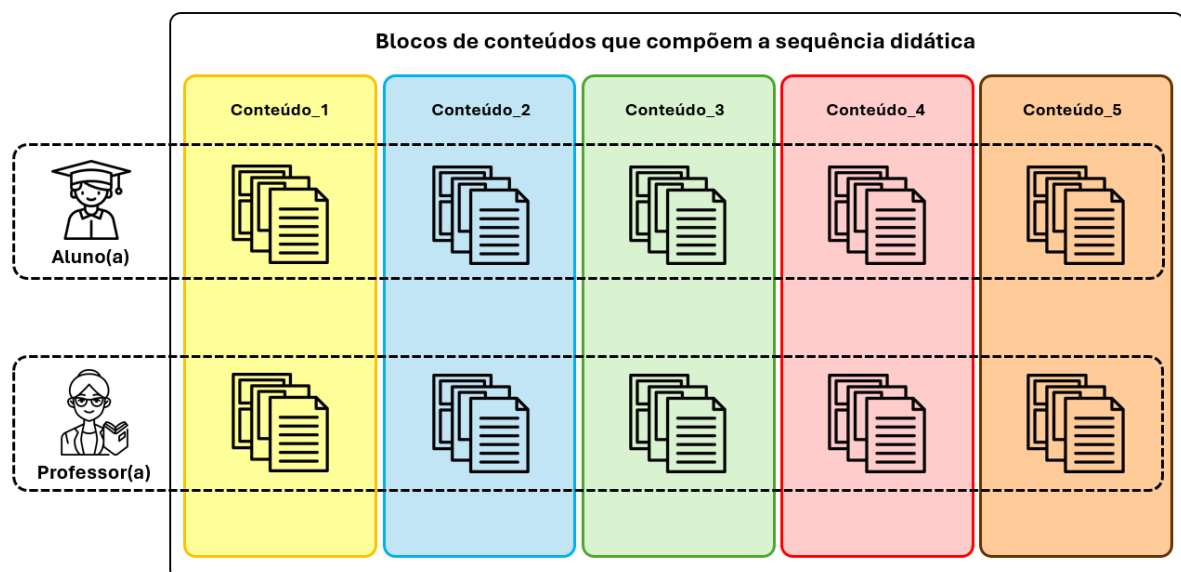 Blocos de conteúdos que compõem a sequência didática
Conteúdo_1
Conteúdo_2
Conteúdo_3
Conteúdo_4
Conteúdo_5
Aluno(a)
Professor(a)